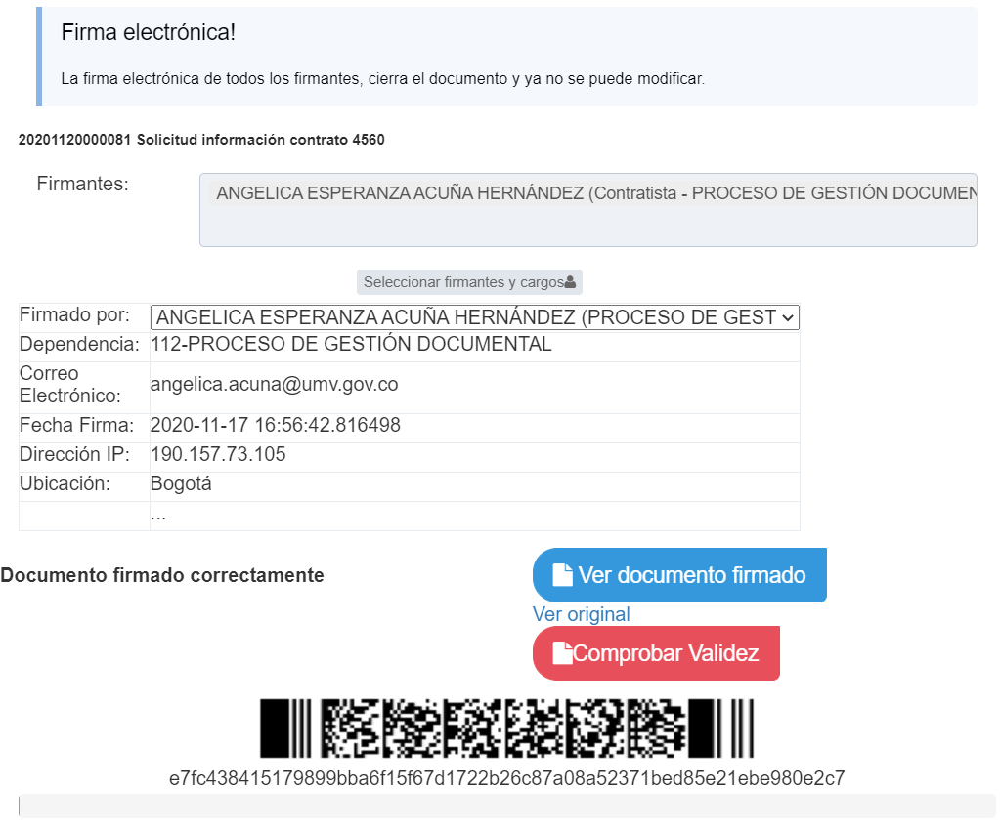 Firma electrónica!
La firma electrónica de todos los firmantes, cierra el documento y ya no se puede modificar.
20201120000081 Solicitud información contrato 4560
Firmantes:
ANGELICA ESPERANZA ACUÑA HERNÁNDEZ (Contratista - PROCESO DE GESTIÓN DOCUMEN
Seleccionar firmantes y cargos
Firmado por: ANGELICA ESPERANZA ACUÑA HERNÁNDEZ (PROCESO DE GEST
Dependencia: 112-PROCESO DE GESTIÓN DOCUMENTAL
Correo
Electrónico: angelica.acuna@umv.gov.co
Fecha Firma: 2020-11-17 16:56:42.816498
Dirección IP: 190.157.73.105
Ubicación: Bogotá
...
Documento firmado correctamente
Ver documento firmado
Ver original
Comprobar Validez
e7fc438415179899bba6f15f67d1722b26c87a08a52371bed85e21ebe980e2c7